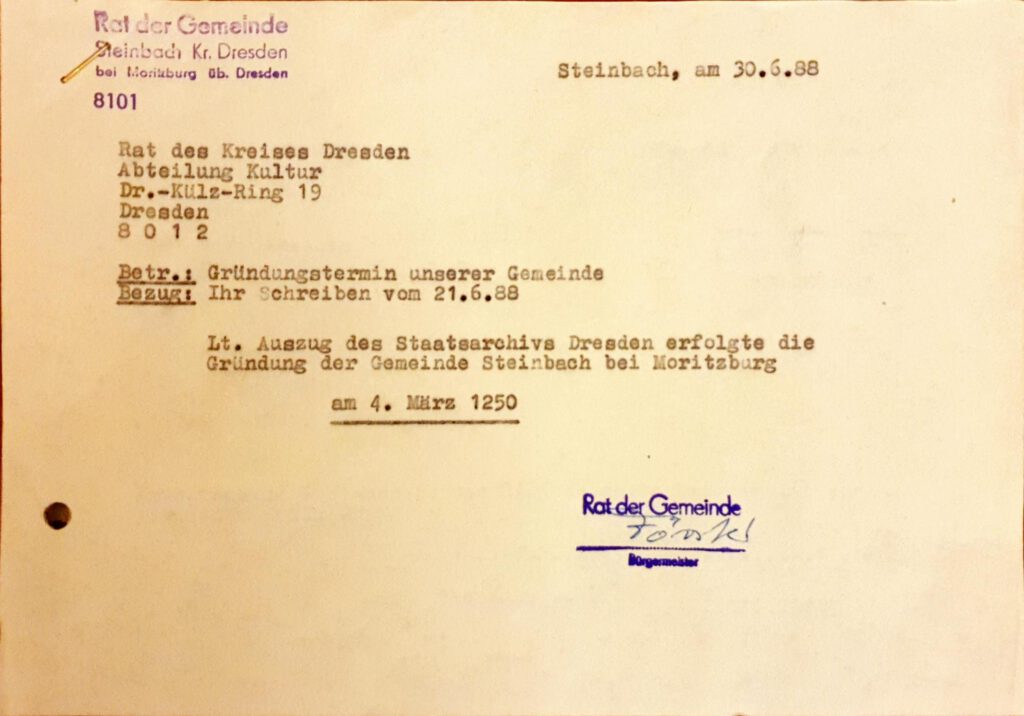 Rat der Gemeinde
Steinbach Kr. Dresden
bei Moritzburg üb. Dresden
8101
Steinbach, am 30.6.88
Rat des Kreises Dresden
Abteilung Kultur
Dr.-Külz-Ring 19
Dresden
8 0 1 2
Betr.: Gründungstermin unserer Gemeinde
Bezug: Ihr Schreiben vom 21.6.88
Lt. Auszug des Staatsarchivs Dresden erfolgte die
Gründung der Gemeinde Steinbach bei Moritzburg
am 4. März 1250
Rat der Gemeinde
Bürgermeister